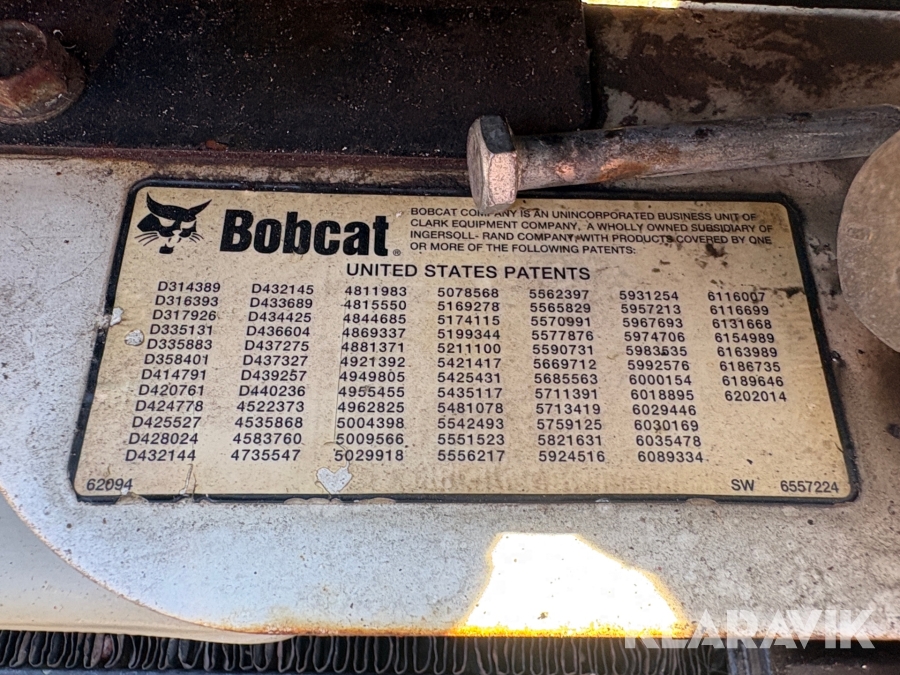 Bobcat®
BOBCAT COMPANY IS AN UNINCORPORATED BUSINESS UNIT OF
CLARK EQUIPMENT COMPANY, A WHOLLY OWNED SUBSIDIARY OF
INGERSOLL- RAND COMPANY WITH PRODUCTS COVERED BY ONE
OR MORE OF THE FOLLOWING PATENTS:
UNITED STATES PATENTS
D314389 D432145 4811983 5078568 5562397 5931254 6116007
D316393 D433689 4815550 5169278 5565829 5957213 6116699
D317926 D434425 4844685 5174115 5570991 5967693 6131668
D335131 D436604 4869337 5199344 5577876 5974706 6154989
D335883 D437275 4881371 5211100 5590731 5983535 6163989
D358401 D437327 4921392 5421417 5669712 5992576 6186735
D414791 D439257 4949805 5425431 5685563 6000154 6189646
D420761 D440236 4955455 5435117 5711391 6018895 6202014
D424778 4522373 4962825 5481078 5713419 6029446
D425527 4535868 5004398 5542493 5759125 6030169
D428024 4583760 5009566 5551523 5821631 6035478
D432144 4735547 5029918 5556217 5924516 6089334
62094 SW 6557224
KLARAVIK